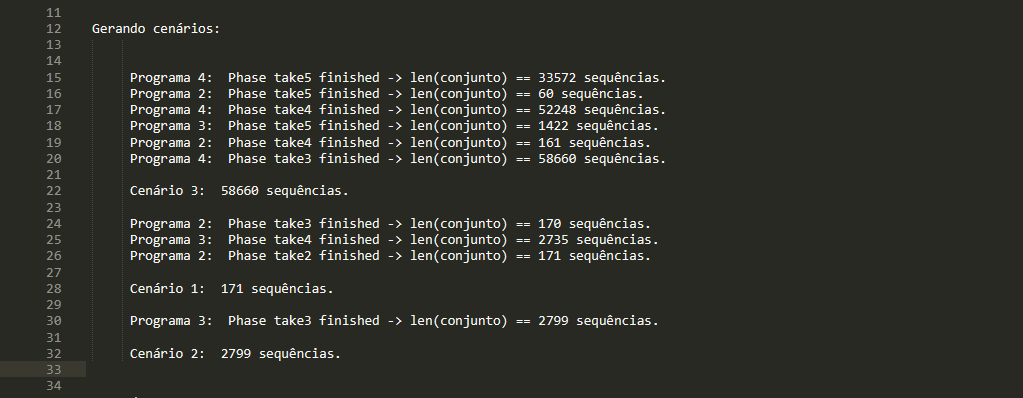 11
12 Gerando cenários:
13
14
15 Programa 4: Phase take5 finished -> len(conjunto) == 33572 sequências.
16 Programa 2: Phase take5 finished -> len(conjunto) == 60 sequências.
17 Programa 4: Phase take4 finished -> len(conjunto) == 52248 sequências.
18 Programa 3: Phase take5 finished -> len(conjunto) == 1422 sequências.
19 Programa 2: Phase take4 finished -> len(conjunto) == 161 sequências.
20 Programa 4: Phase take3 finished -> len(conjunto) == 58660 sequências.
21
22 Cenário 3: 58660 sequências.
23
24 Programa 2: Phase take3 finished -> len(conjunto) == 170 sequências.
25 Programa 3: Phase take4 finished -> len(conjunto) == 2735 sequências.
26 Programa 2: Phase take2 finished -> len(conjunto) == 171 sequências.
27
28 Cenário 1: 171 sequências.
29
30 Programa 3: Phase take3 finished -> len(conjunto) == 2799 sequências.
31
32 Cenário 2: 2799 sequências.
33
34